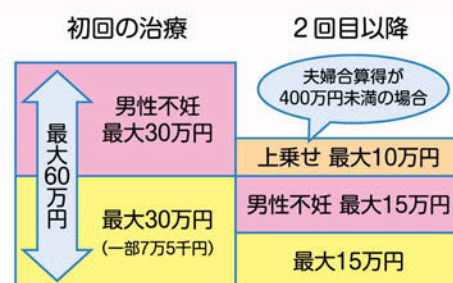 初回の治療
2回目以降
夫婦合算得が
400万円未満の場合
最大60万円
男性不妊
最大30万円
上乗せ 最大10万円
男性不妊 最大15万円
最大30万円
(一部7万5千円)
最大15万円